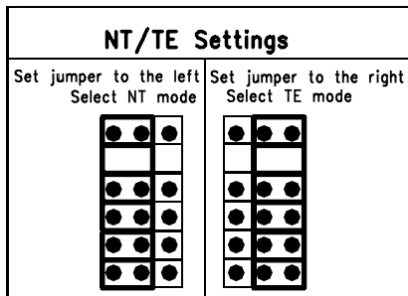 NT/TE Settings
Set jumper to the left
Select NT mode
Set jumper to the right
Select TE mode